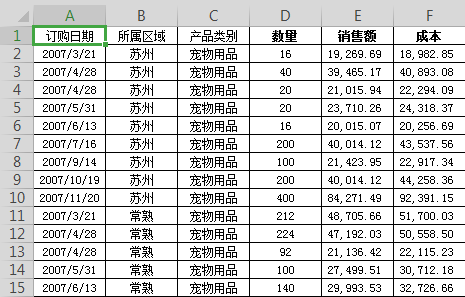 A B C D E F
1 订购日期 所属区域 产品类别 数量 销售额 成本
2 2007/3/21 苏州 宠物用品 16 19,269.69 18,982.85
3 2007/4/28 苏州 宠物用品 40 39,465.17 40,893.08
4 2007/4/28 苏州 宠物用品 20 21,015.94 22,294.09
5 2007/5/31 苏州 宠物用品 20 23,710.26 24,318.37
6 2007/6/13 苏州 宠物用品 16 20,015.07 20,256.69
7 2007/7/16 苏州 宠物用品 200 40,014.12 43,537.56
8 2007/9/14 苏州 宠物用品 100 21,423.95 22,917.34
9 2007/10/19 苏州 宠物用品 200 40,014.12 44,258.36
10 2007/11/20 苏州 宠物用品 400 84,271.49 92,391.15
11 2007/3/21 常熟 宠物用品 212 48,705.66 51,700.03
12 2007/4/28 常熟 宠物用品 224 47,192.03 50,558.50
13 2007/4/28 常熟 宠物用品 92 21,136.42 22,115.23
14 2007/5/31 常熟 宠物用品 100 27,499.51 30,712.18
15 2007/6/13 常熟 宠物用品 140 29,993.53 32,726.66